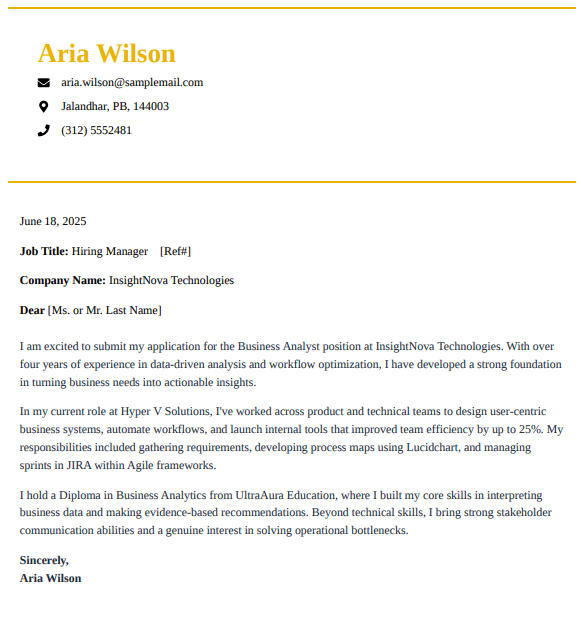 Aria Wilson
aria.wilson@samplemail.com
Jalandhar, PB, 144003
(312) 5552481
June 18, 2025
Job Title: Hiring Manager [Ref#]
Company Name: InsightNova Technologies
Dear [Ms. or Mr. Last Name]
I am excited to submit my application for the Business Analyst position at InsightNova Technologies. With over
four years of experience in data-driven analysis and workflow optimization, I have developed a strong foundation
in turning business needs into actionable insights.
In my current role at Hyper V Solutions, I've worked across product and technical teams to design user-centric
business systems, automate workflows, and launch internal tools that improved team efficiency by up to 25%. My
responsibilities included gathering requirements, developing process maps using Lucidchart, and managing
sprints in JIRA within Agile frameworks.
I hold a Diploma in Business Analytics from UltraAura Education, where I built my core skills in interpreting
business data and making evidence-based recommendations. Beyond technical skills, I bring strong stakeholder
communication abilities and a genuine interest in solving operational bottlenecks.
Sincerely,
Aria Wilson